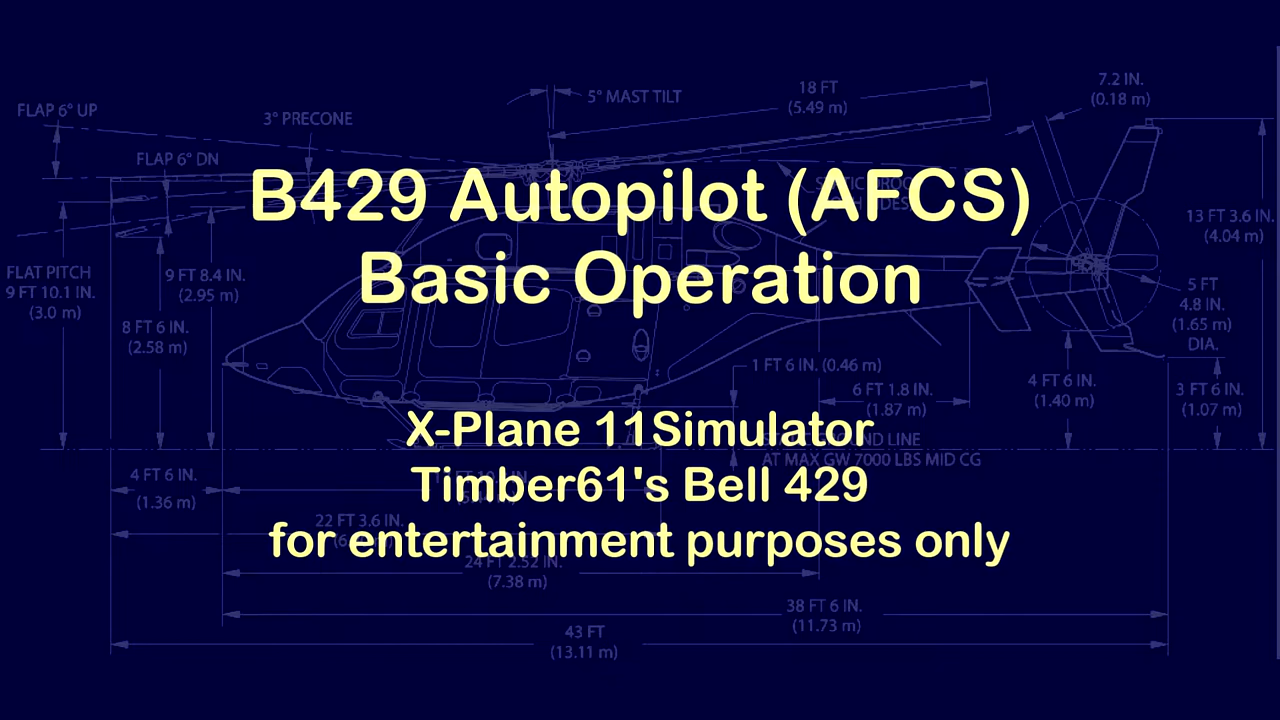 7.2 IN.
(0.18 m)
18 FT
(5.49 m)
5° MAST TILT
FLAP 6° UP
3° PRECONE
FLAP 6° DN
B429 Autopilot (AFCS)
Basic Operation
13 FT 3.6 IN.
(4.04 m)
FLAT PITCH
9 FT 10.1 IN.
(3.0 m)
9 FT 8.4 IN.
(2.95 m)
5 FT
4.8 IN.
(1.65 m)
DIA.
8 FT 6 IN.
(2.58 m)
1 FT 6 IN. (0.46 m)
6 FT 1.8 IN.
(1.87 m)
4 FT 6 IN.
(1.40 m)
3 FT 6 IN.
(1.07 m)
X-Plane 11Simulator
Timber61's Bell 429
for entertainment purposes only
GROUND LINE
AT MAX GW 7000 LBS MID CG
4 FT 6 IN.
(1.36 m)
22 FT 3.6 IN.
24 FT 2.52 IN.
(7.38 m)
38 FT 6 IN.
(11.73 m)
43 FT
(13.11 m)